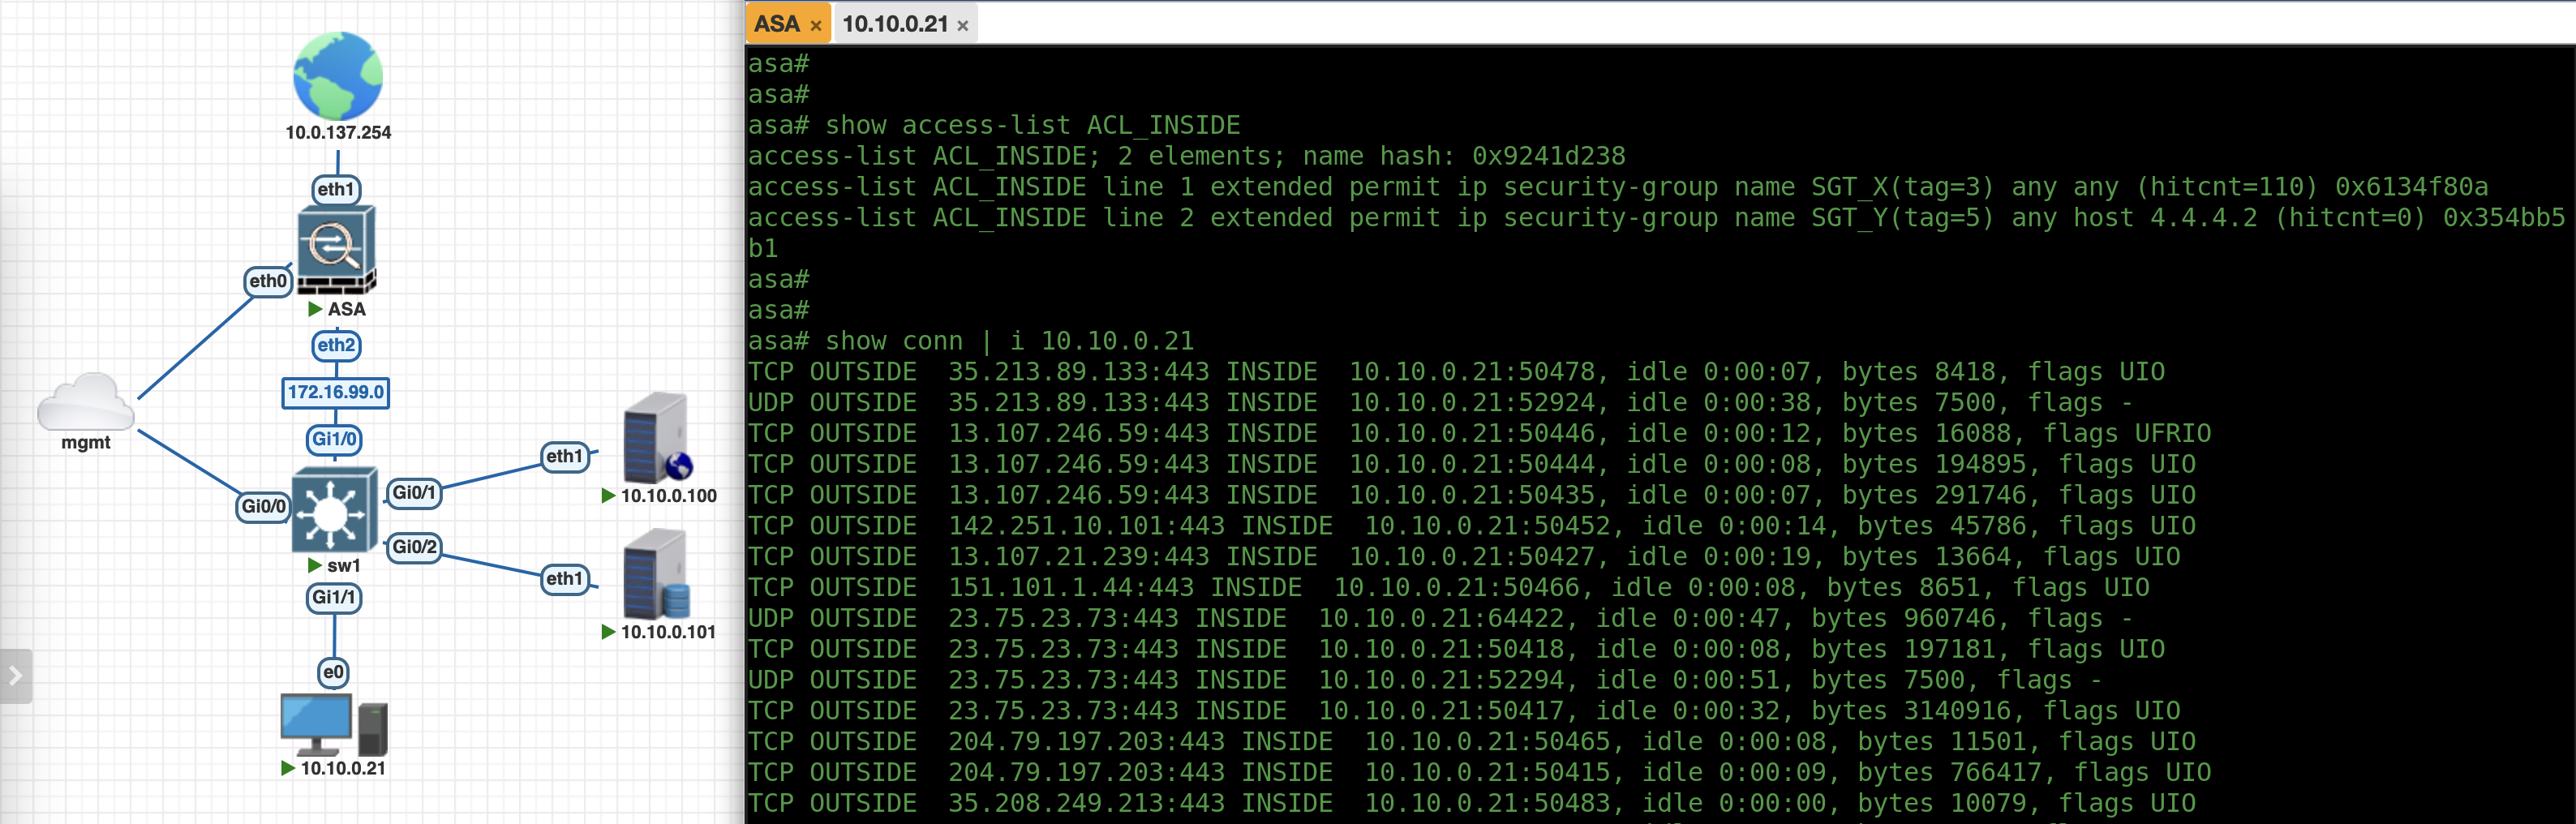 10.0.137.254
eth1
eth0
ASA
eth2
172.16.99.0
mgmt
Gi1/0
eth1
Gi0/1
10.10.0.100
Gi0/0
Gi0/2
sw1
eth1
Gi1/1
10.10.0.101
e0
10.10.0.21
ASA × 10.10.0.21 ×
asa#
asa#
asa# show access-list ACL_INSIDE
access-list ACL_INSIDE; 2 elements; name hash: 0x9241d238
access-list ACL_INSIDE line 1 extended permit ip security-group name SGT_X(tag=3) any any (hitcnt=110) 0x6134f80a
access-list ACL_INSIDE line 2 extended permit ip security-group name SGT_Y(tag=5) any host 4.4.4.2 (hitcnt=0) 0x354bb5
b1
asa#
asa#
asa# show conn | i 10.10.0.21
TCP OUTSIDE  35.213.89.133:443 INSIDE  10.10.0.21:50478, idle 0:00:07, bytes 8418, flags UIO
UDP OUTSIDE  35.213.89.133:443 INSIDE  10.10.0.21:52924, idle 0:00:38, bytes 7500, flags -
TCP OUTSIDE  13.107.246.59:443 INSIDE  10.10.0.21:50446, idle 0:00:12, bytes 16088, flags UFRIO
TCP OUTSIDE  13.107.246.59:443 INSIDE  10.10.0.21:50444, idle 0:00:08, bytes 194895, flags UIO
TCP OUTSIDE  13.107.246.59:443 INSIDE  10.10.0.21:50435, idle 0:00:07, bytes 291746, flags UIO
TCP OUTSIDE  142.251.10.101:443 INSIDE  10.10.0.21:50452, idle 0:00:14, bytes 45786, flags UIO
TCP OUTSIDE  13.107.21.239:443 INSIDE  10.10.0.21:50427, idle 0:00:19, bytes 13664, flags UIO
TCP OUTSIDE  151.101.1.44:443 INSIDE  10.10.0.21:50466, idle 0:00:08, bytes 8651, flags UIO
UDP OUTSIDE  23.75.23.73:443 INSIDE  10.10.0.21:64422, idle 0:00:47, bytes 960746, flags -
TCP OUTSIDE  23.75.23.73:443 INSIDE  10.10.0.21:50418, idle 0:00:08, bytes 197181, flags UIO
UDP OUTSIDE  23.75.23.73:443 INSIDE  10.10.0.21:52294, idle 0:00:51, bytes 7500, flags -
TCP OUTSIDE  23.75.23.73:443 INSIDE  10.10.0.21:50417, idle 0:00:32, bytes 3140916, flags UIO
TCP OUTSIDE  204.79.197.203:443 INSIDE  10.10.0.21:50465, idle 0:00:08, bytes 11501, flags UIO
TCP OUTSIDE  204.79.197.203:443 INSIDE  10.10.0.21:50415, idle 0:00:09, bytes 766417, flags UIO
TCP OUTSIDE  35.208.249.213:443 INSIDE  10.10.0.21:50483, idle 0:00:00, bytes 10079, flags UIO